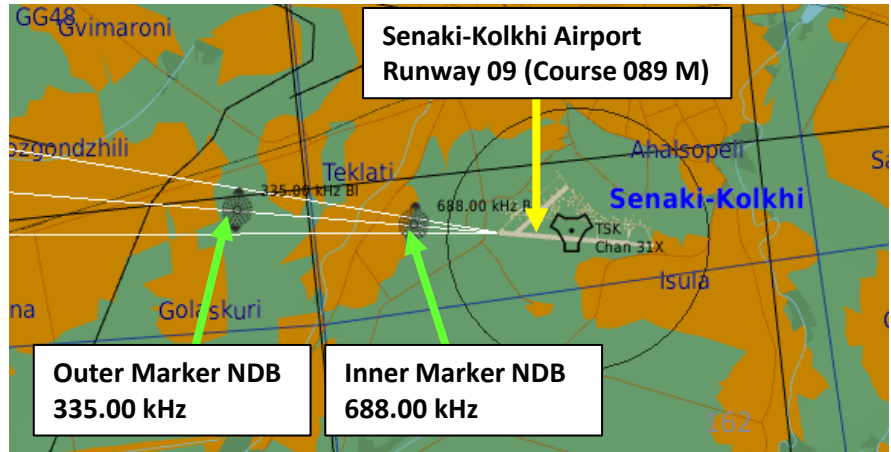 GG48
Gvimaroni
Senaki-Kolkhi Airport
Runway 09 (Course 089 M)
ozgondzhili
Teklati
Ahalsopeli
Sa
335.00 kHz BI
688.00 kHz B
Senaki-Kolkhi
TSK
Chan 31X
Isula
na
Golaskuri
Outer Marker NDB
335.00 kHz
Inner Marker NDB
688.00 kHz
162